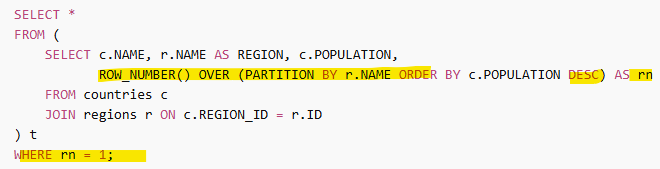 SELECT *
FROM (
    SELECT c.NAME, r.NAME AS REGION, c.POPULATION,
           ROW_NUMBER() OVER (PARTITION BY r.NAME ORDER BY c.POPULATION DESC) AS rn
    FROM countries c
    JOIN regions r ON c.REGION_ID = r.ID
) t
WHERE rn = 1;